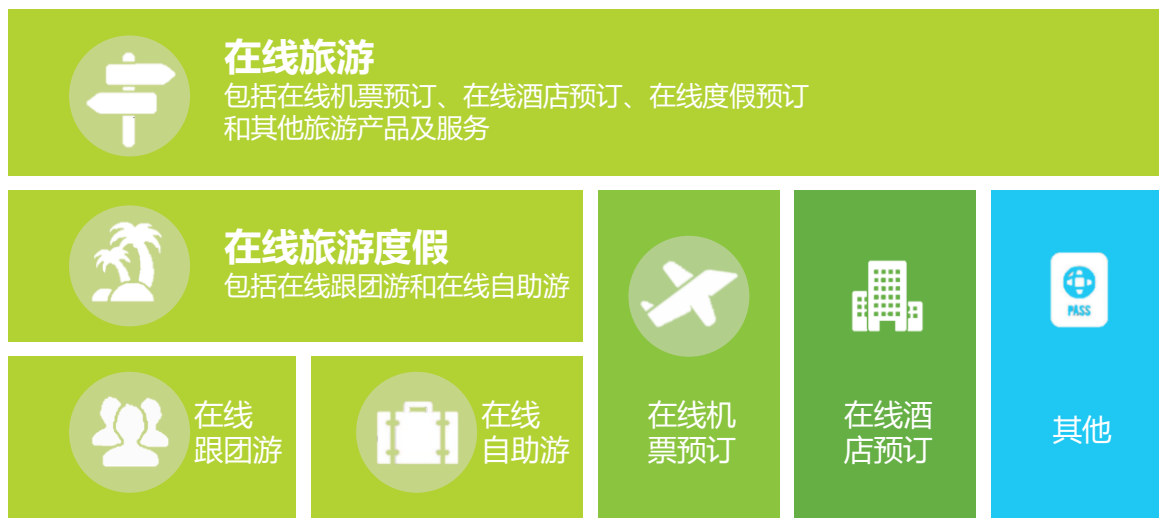 在线旅游
包括在线机票预订、在线酒店预订、在线度假预订
和其他旅游产品及服务
在线旅游度假
包括在线跟团游和在线自助游
在线
跟团游
在线
自助游
在线机
票预订
在线酒
店预订
PASS
其他